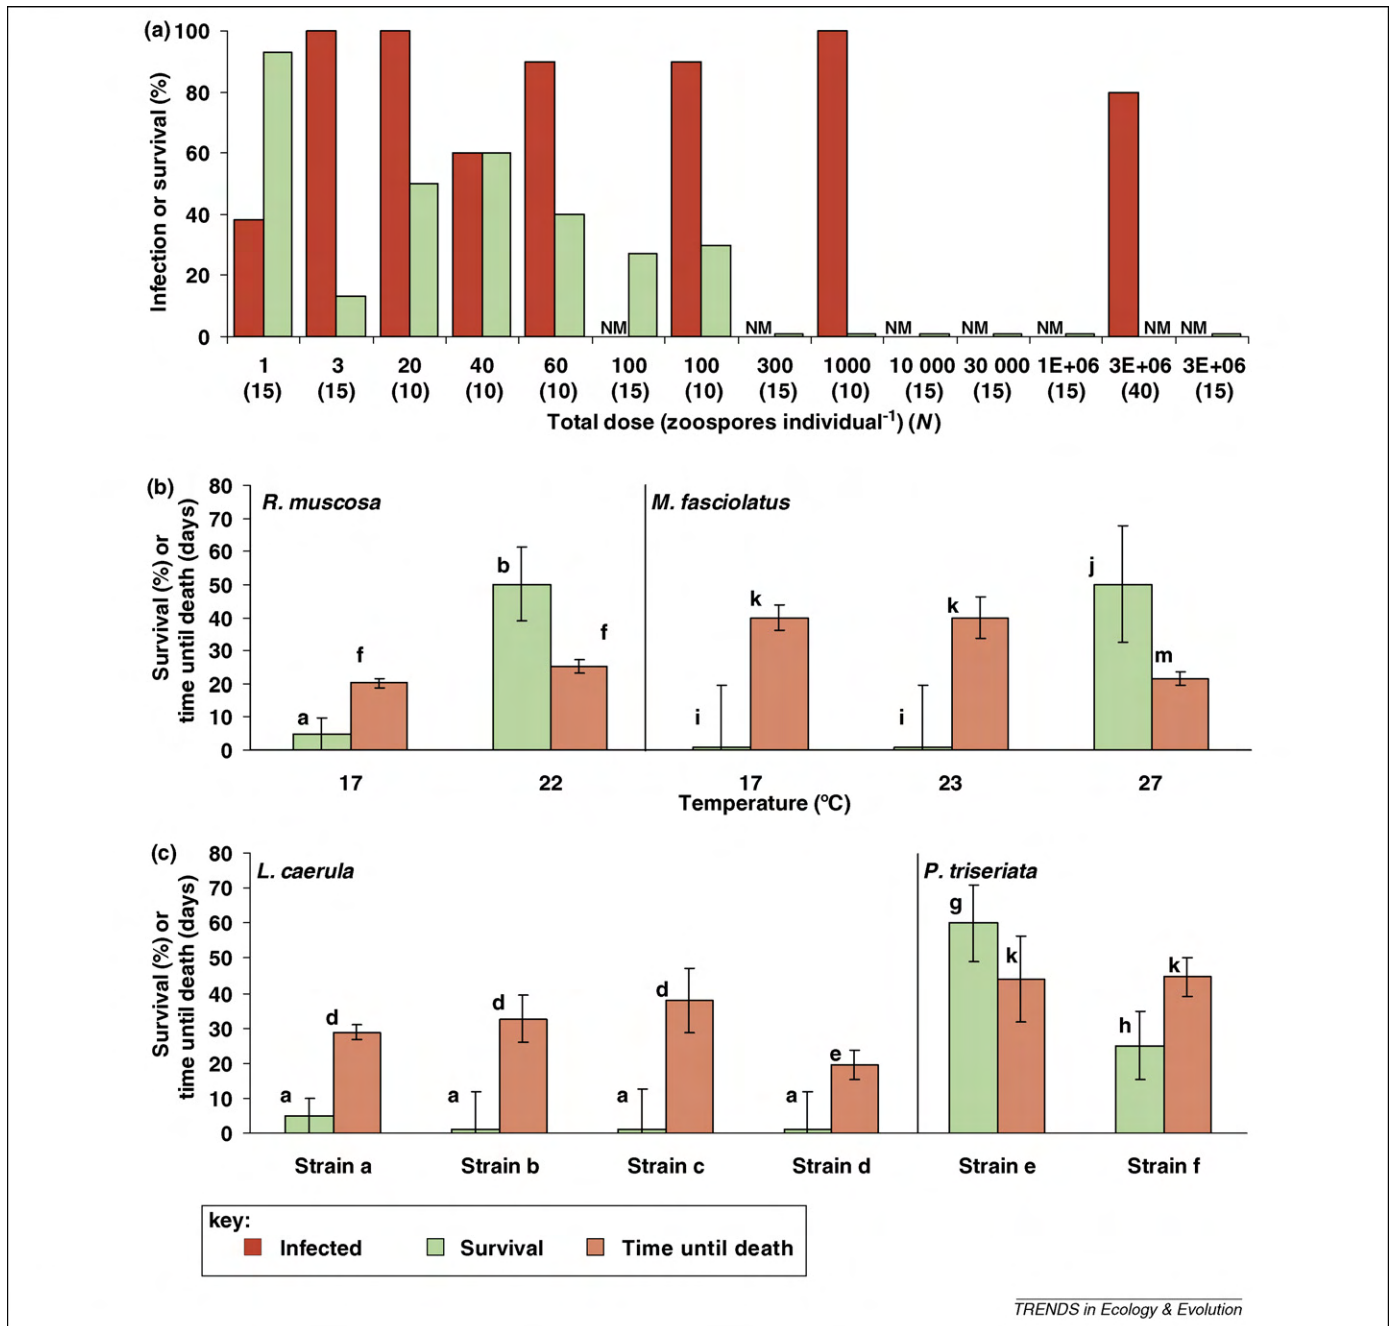 (a)
Infection or survival (%)
100
80
60
40
20
0
NM
NM
NM
NM
NM
NM
NM
1 3 20 40 60 100 100 300 1000 10 000 30 000 1E+06 3E+06 3E+06
(15) (15) (10) (10) (10) (15) (10) (15) (10) (15) (15) (15) (40) (15)
Total dose (zoospores individual-1) (N)
(b)
Survival (%) or
time until death (days)
80
70
60
50
40
30
20
10
0
R. muscosa
M. fasciolatus
a f b f i k i k j m
17 22 17 23 27
Temperature (°C)
(c)
Survival (%) or
time until death (days)
80
70
60
50
40
30
20
10
0
L. caerula
P. triseriata
a d a d a d a e g k h k
Strain a Strain b Strain c Strain d Strain e Strain f
key:
Infected Survival Time until death
TRENDS in Ecology & Evolution